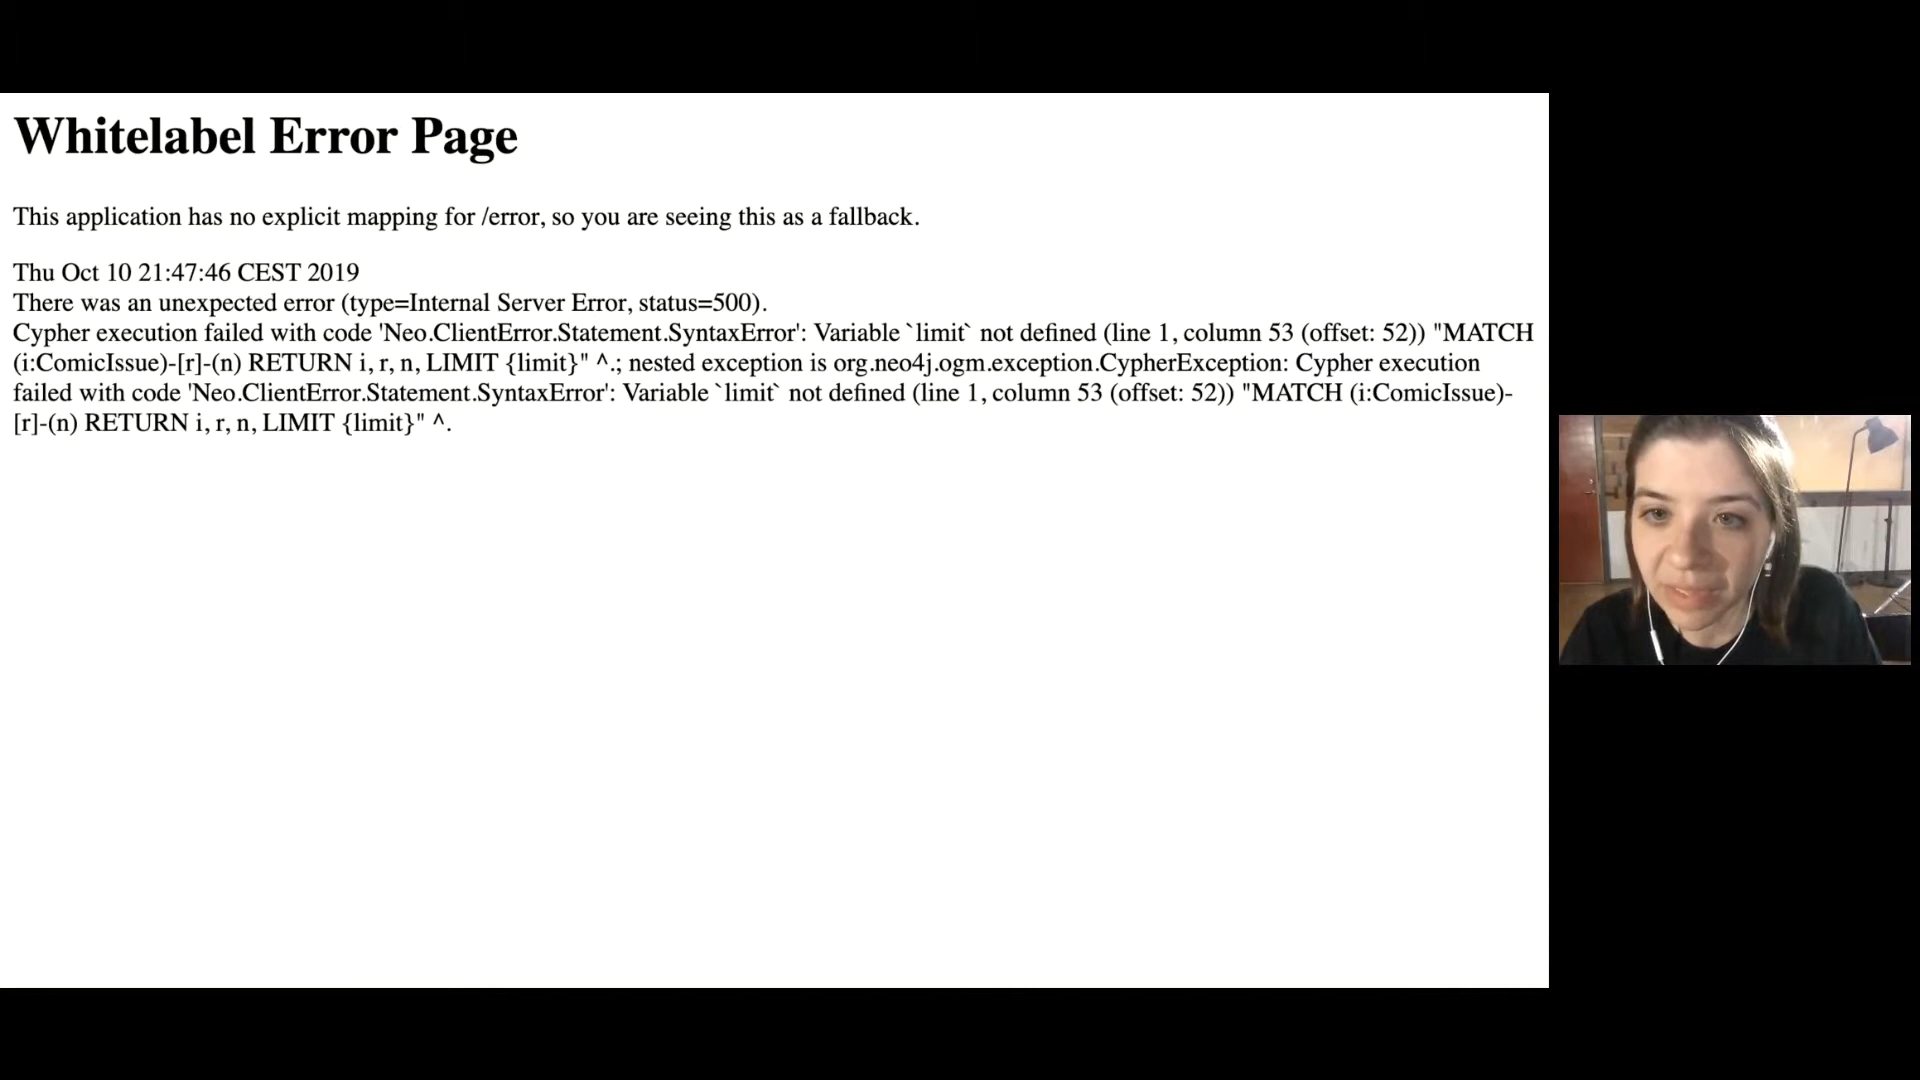 Whitelabel Error Page
This application has no explicit mapping for /error, so you are seeing this as a fallback.
Thu Oct 10 21:47:46 CEST 2019
There was an unexpected error (type=Internal Server Error, status=500).
Cypher execution failed with code 'Neo.ClientError.Statement.SyntaxError': Variable `limit` not defined (line 1, column 53 (offset: 52)) "MATCH
(i:ComicIssue)-[r]-(n) RETURN i, r, n, LIMIT {limit}" ^.; nested exception is org.neo4j.ogm.exception.CypherException: Cypher execution
failed with code 'Neo.ClientError.Statement.SyntaxError': Variable `limit` not defined (line 1, column 53 (offset: 52)) "MATCH (i:ComicIssue)-
[r]-(n) RETURN i, r, n, LIMIT {limit}" ^.